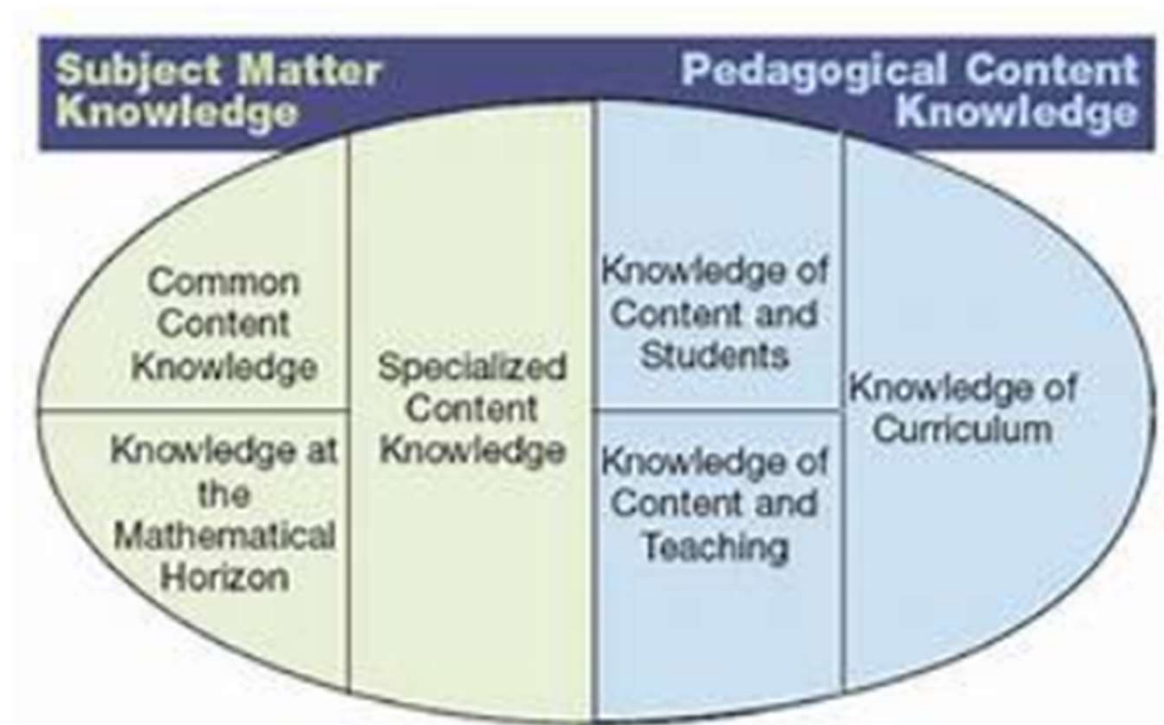 Subject Matter
Knowledge
Pedagogical Content
Knowledge
Common
Content
Knowledge
Knowledge at
the
Mathematical
Horizon
Specialized
Content
Knowledge
Knowledge of
Content and
Students
Knowledge of
Content and
Teaching
Knowledge of
Curriculum